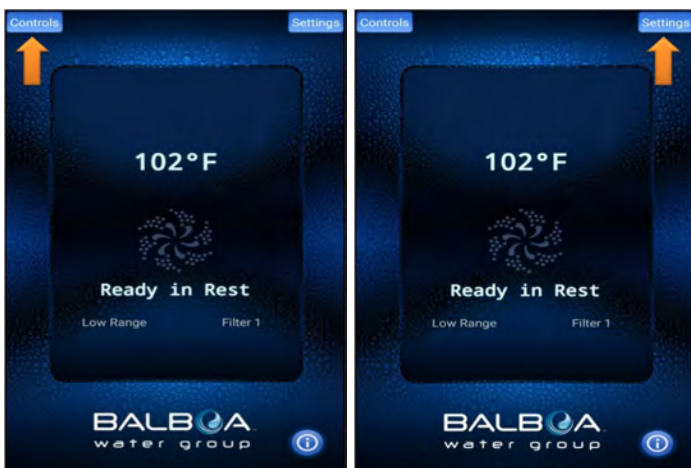 Controls Settings
102°F
Ready in Rest
Low Range Filter 1
BALBOA
water group
Controls Settings
102°F
Ready in Rest
Low Range Filter 1
BALBOA
water group